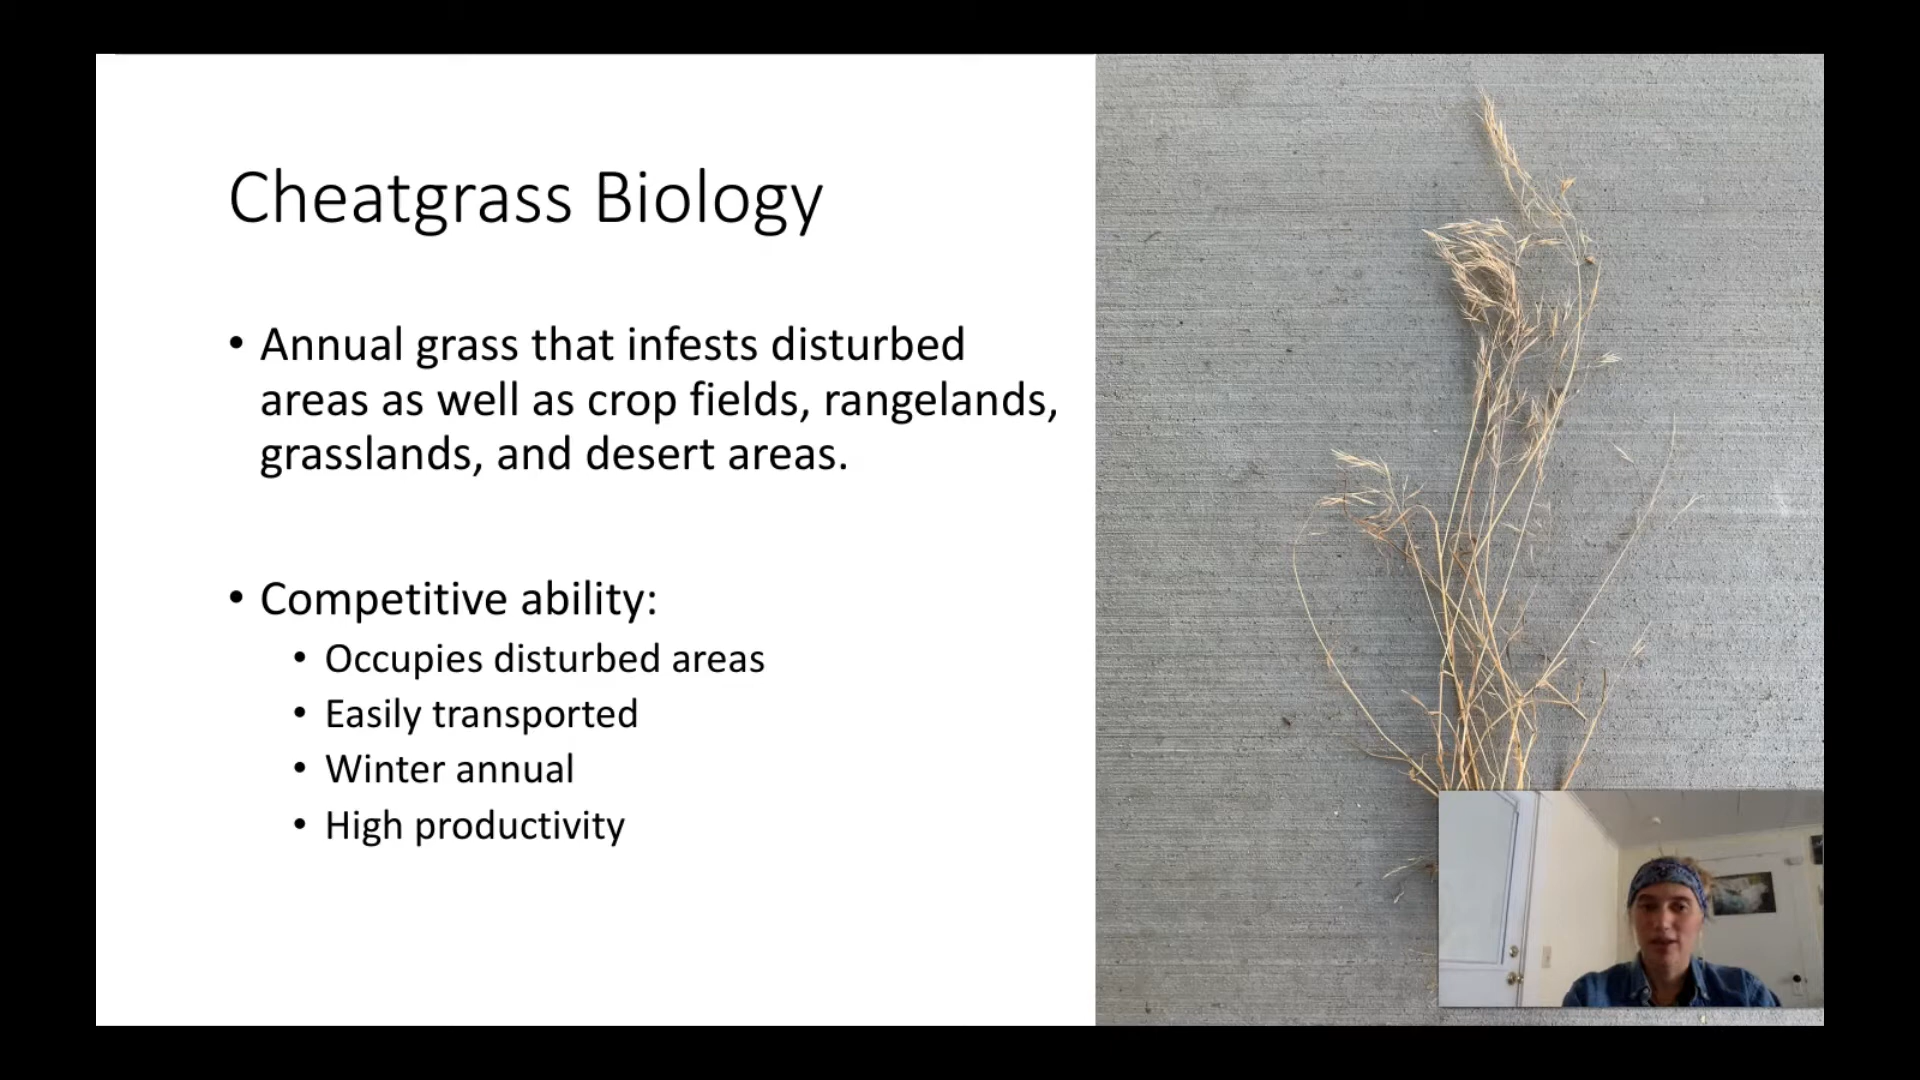 Cheatgrass Biology
• Annual grass that infests disturbed
areas as well as crop fields, rangelands,
grasslands, and desert areas.
• Competitive ability:
• Occupies disturbed areas
• Easily transported
• Winter annual
• High productivity